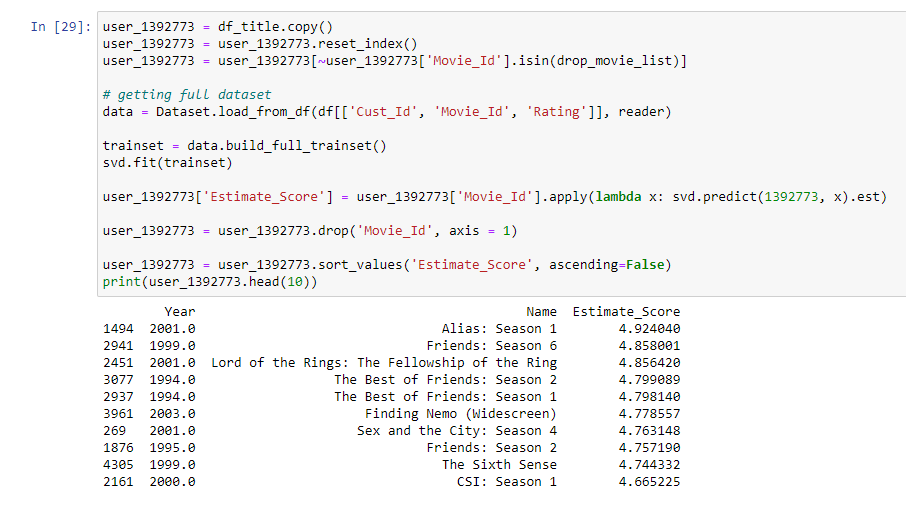 In [29]: user_1392773 = df_title.copy()
user_1392773 = user_1392773.reset_index()
user_1392773 = user_1392773[~user_1392773['Movie_Id'].isin(drop_movie_list)]
# getting full dataset
data = Dataset.load_from_df(df[['Cust_Id', 'Movie_Id', 'Rating']], reader)
trainset = data.build_full_trainset()
svd.fit(trainset)
user_1392773['Estimate_Score'] = user_1392773['Movie_Id'].apply(lambda x: svd.predict(1392773, x).est)
user_1392773 = user_1392773.drop('Movie_Id', axis = 1)
user_1392773 = user_1392773.sort_values('Estimate_Score', ascending=False)
print(user_1392773.head(10))
Year Name Estimate_Score
1494 2001.0 Alias: Season 1 4.924040
2941 1999.0 Friends: Season 6 4.858001
2451 2001.0 Lord of the Rings: The Fellowship of the Ring 4.856420
3077 1994.0 The Best of Friends: Season 2 4.799089
2937 1994.0 The Best of Friends: Season 1 4.798140
3961 2003.0 Finding Nemo (Widescreen) 4.778557
269 2001.0 Sex and the City: Season 4 4.763148
1876 1995.0 Friends: Season 2 4.757190
4305 1999.0 The Sixth Sense 4.744332
2161 2000.0 CSI: Season 1 4.665225